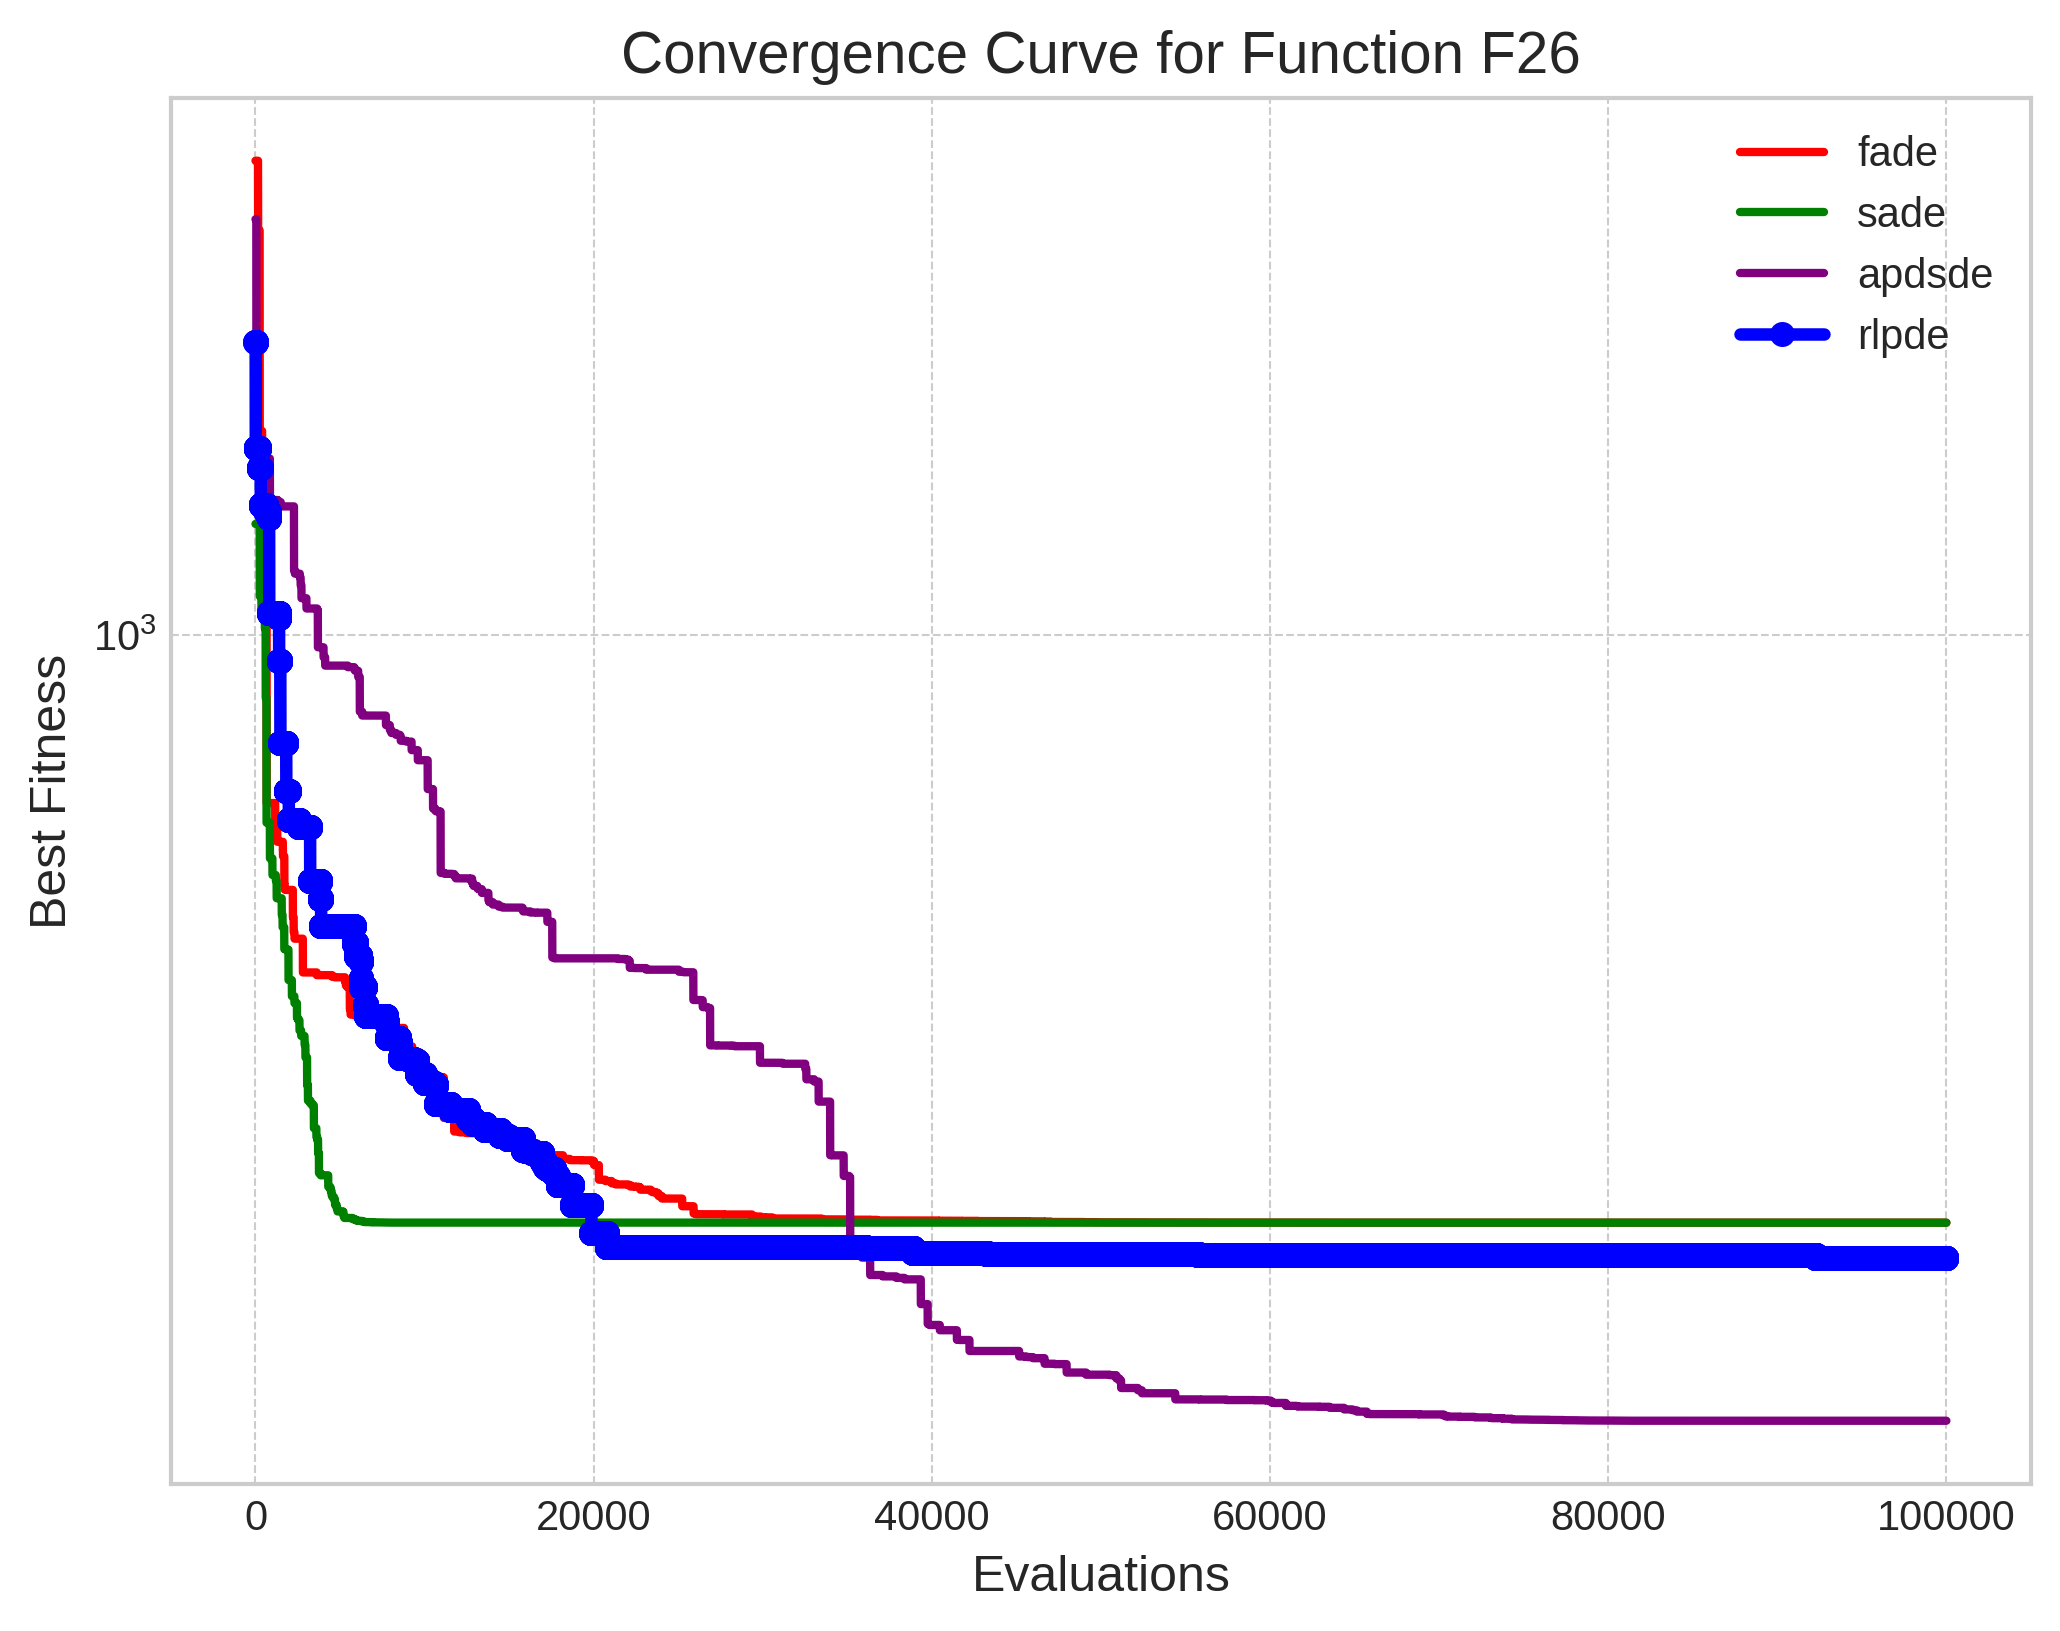 Convergence Curve for Function F26
fade
sade
apdsde
rlpde
10³
Best Fitness
0 20000 40000 60000 80000 100000
Evaluations